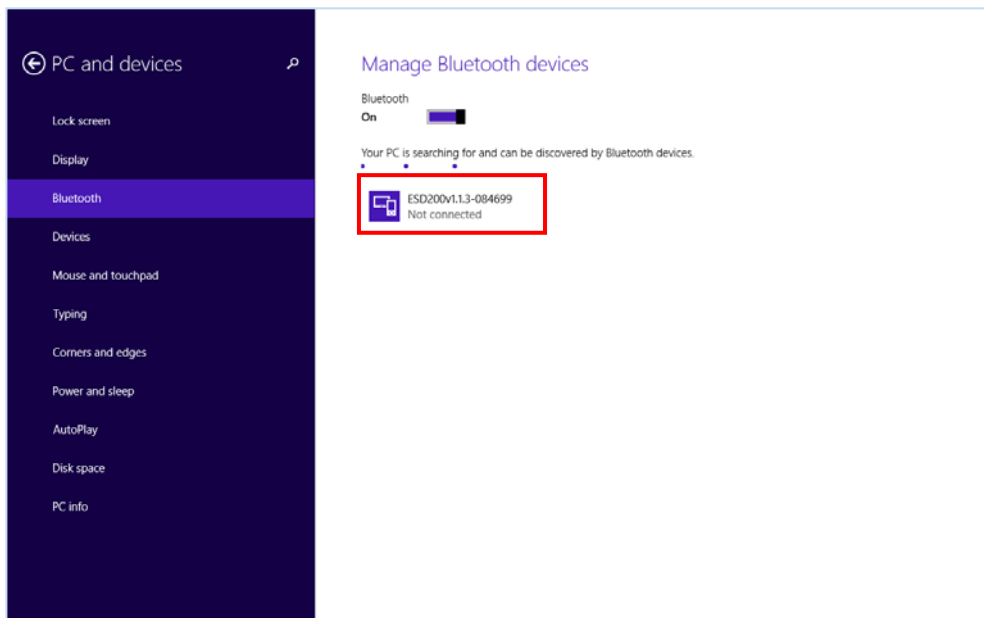 PC and devices
Lock screen
Display
Bluetooth
Devices
Mouse and touchpad
Typing
Corners and edges
Power and sleep
AutoPlay
Disk space
PC info
Manage Bluetooth devices
Bluetooth
On
Your PC is searching for and can be discovered by Bluetooth devices.
ESD200v1.1.3-084699
Not connected